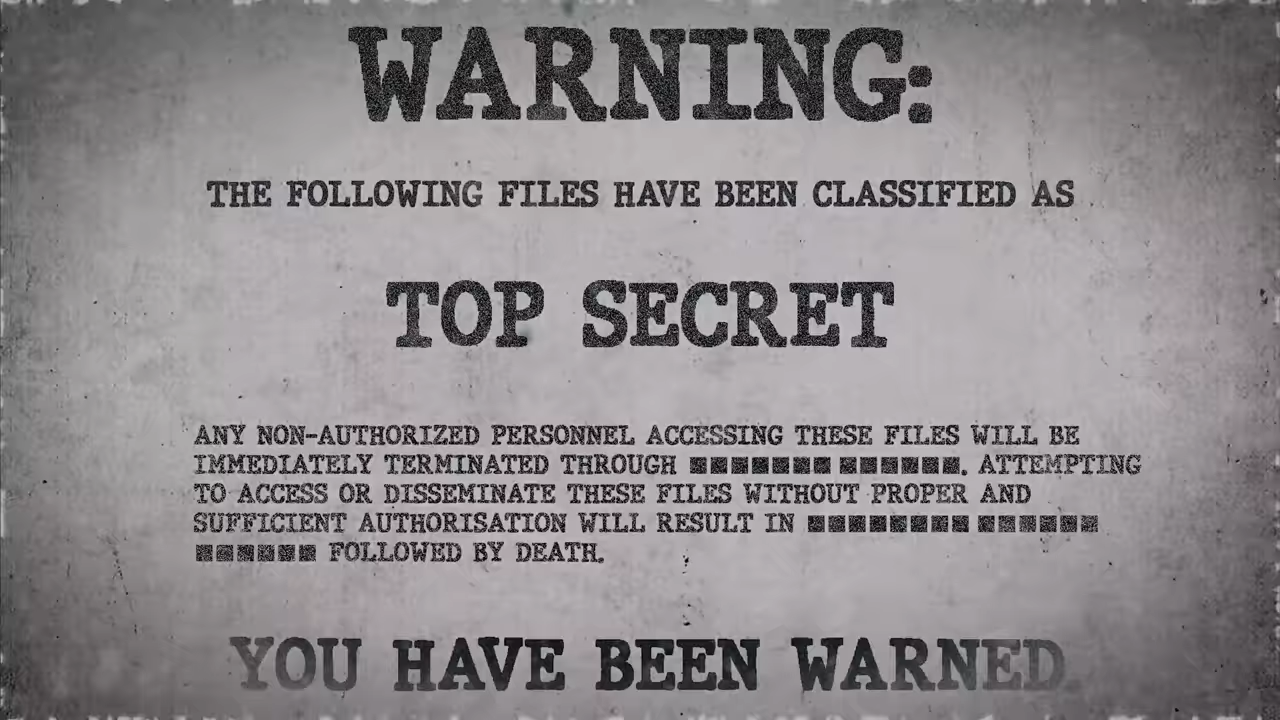 WARNING:
THE FOLLOWING FILES HAVE BEEN CLASSIFIED AS
TOP SECRET
ANY NON-AUTHORIZED PERSONNEL ACCESSING THESE FILES WILL BE
IMMEDIATELY TERMINATED THROUGH ■■■■■■■ ■■■■■■. ATTEMPTING
TO ACCESS OR DISSEMINATE THESE FILES WITHOUT PROPER AND
SUFFICIENT AUTHORISATION WILL RESULT IN ■■■■■■■■ ■■■■■■
■■■■■■ FOLLOWED BY DEATH.
YOU HAVE BEEN WARNED.